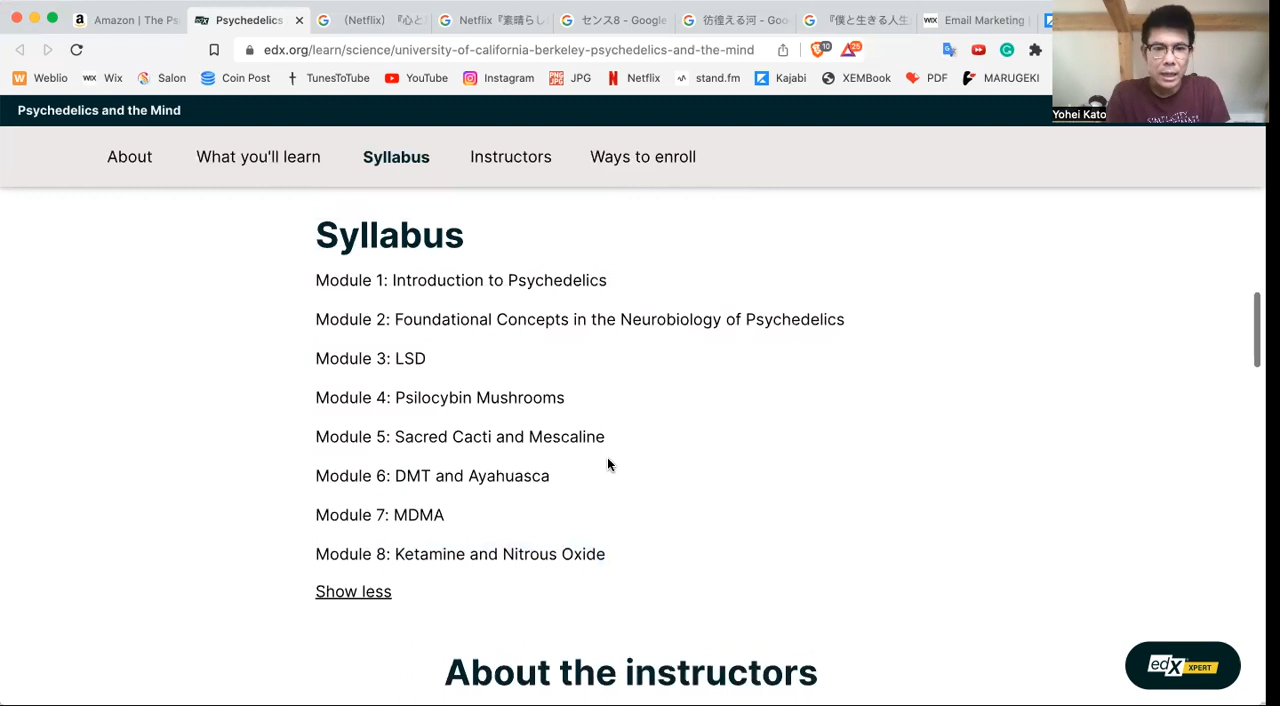 Amazon | The Ps
Psychedelics
（Netflix）『心と
Netflix『素晴らし
センス8 - Google
彷徨える河 - Goo
『僕と生きる人生
Email Marketing
edx.org/learn/science/university-of-california-berkeley-psychedelics-and-the-mind
10
25
Weblio
Wix
Salon
Coin Post
TunesToTube
YouTube
Instagram
JPG
Netflix
stand.fm
Kajabi
XEMBook
PDF
MARUGEKI
Yohei Kato
Psychedelics and the Mind
About
What you'll learn
Syllabus
Instructors
Ways to enroll
Syllabus
Module 1: Introduction to Psychedelics
Module 2: Foundational Concepts in the Neurobiology of Psychedelics
Module 3: LSD
Module 4: Psilocybin Mushrooms
Module 5: Sacred Cacti and Mescaline
Module 6: DMT and Ayahuasca
Module 7: MDMA
Module 8: Ketamine and Nitrous Oxide
Show less
About the instructors
edX XPERT